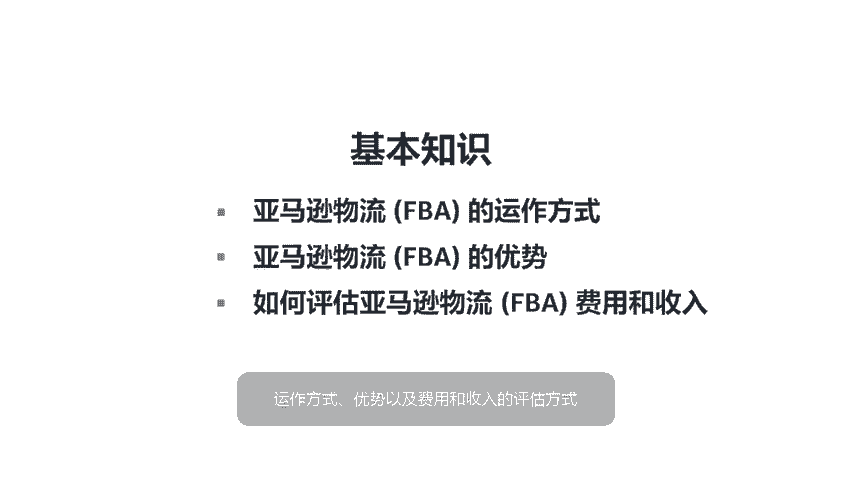 基本知识
亚马逊物流 (FBA) 的运作方式
亚马逊物流 (FBA) 的优势
如何评估亚马逊物流 (FBA) 费用和收入
运作方式、优势以及费用和收入的评估方式